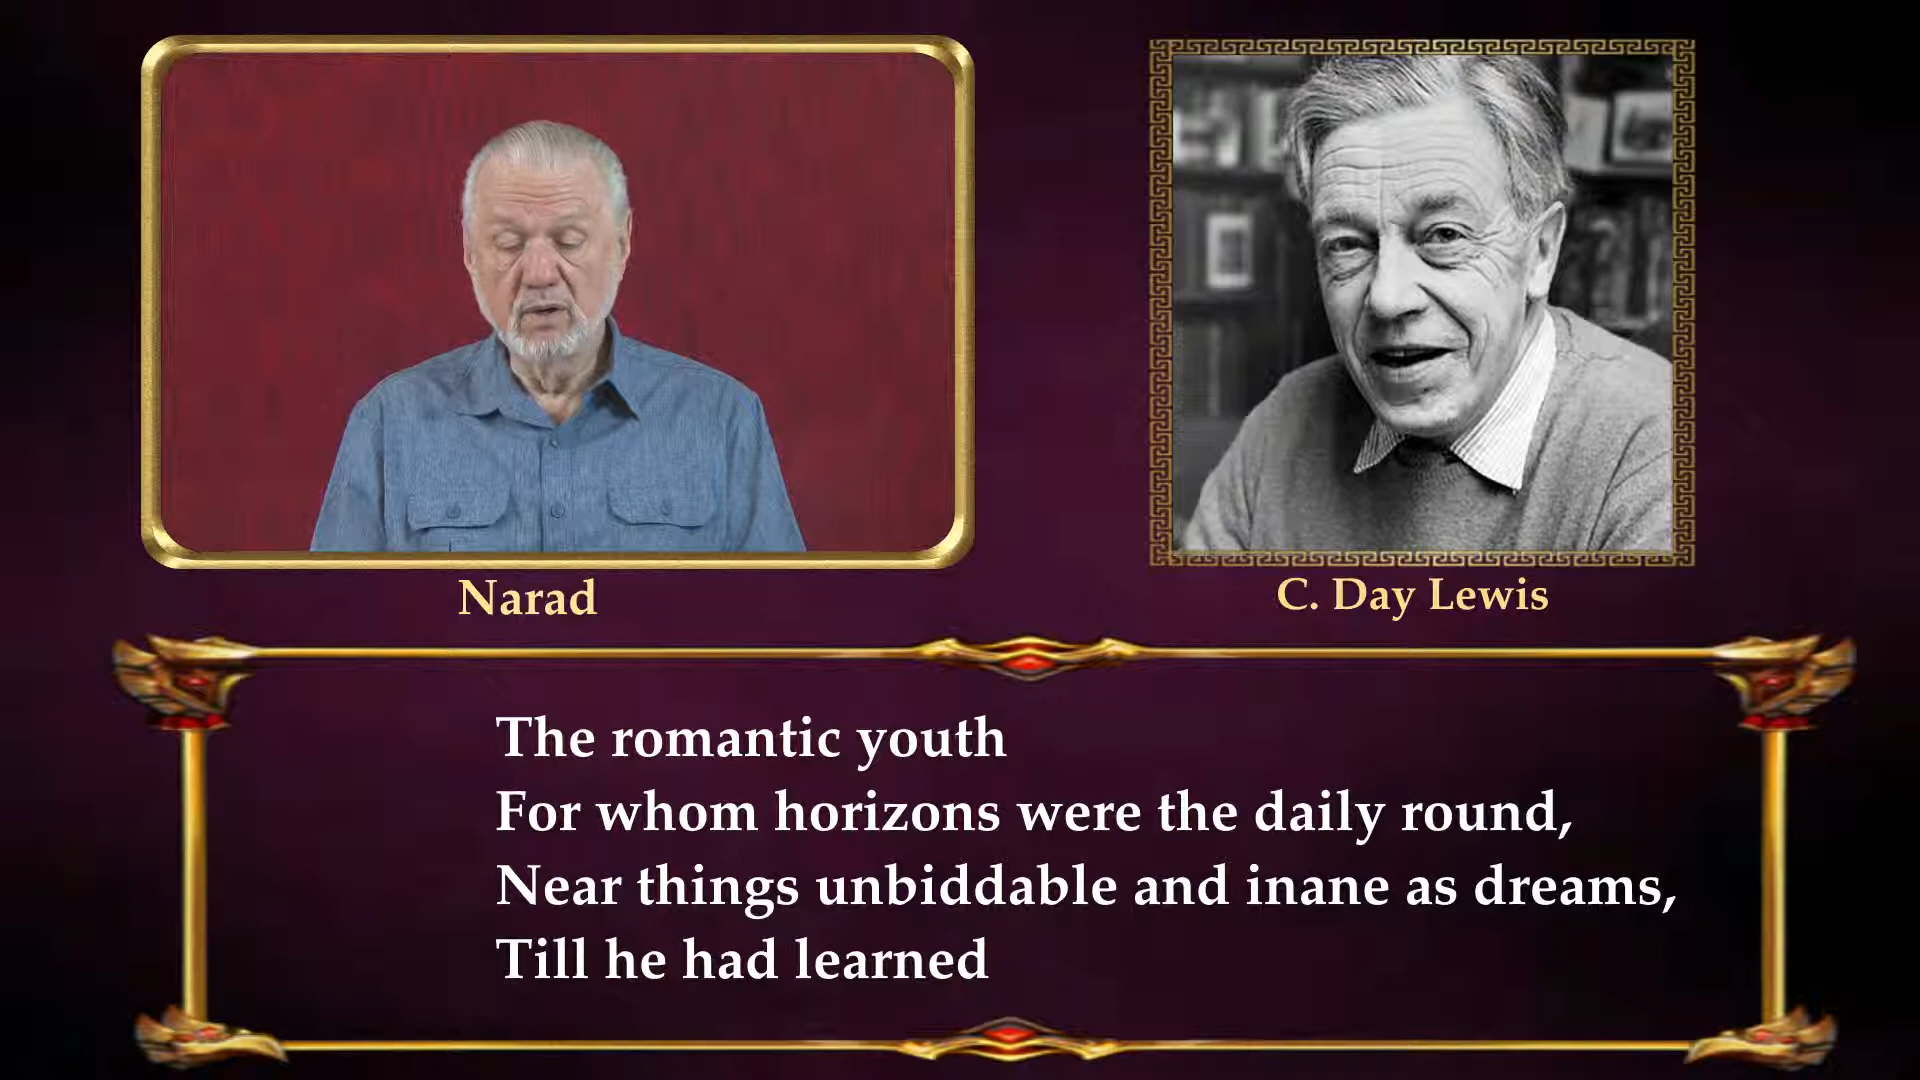 Narad
C. Day Lewis
The romantic youth
For whom horizons were the daily round,
Near things unbiddable and inane as dreams,
Till he had learned